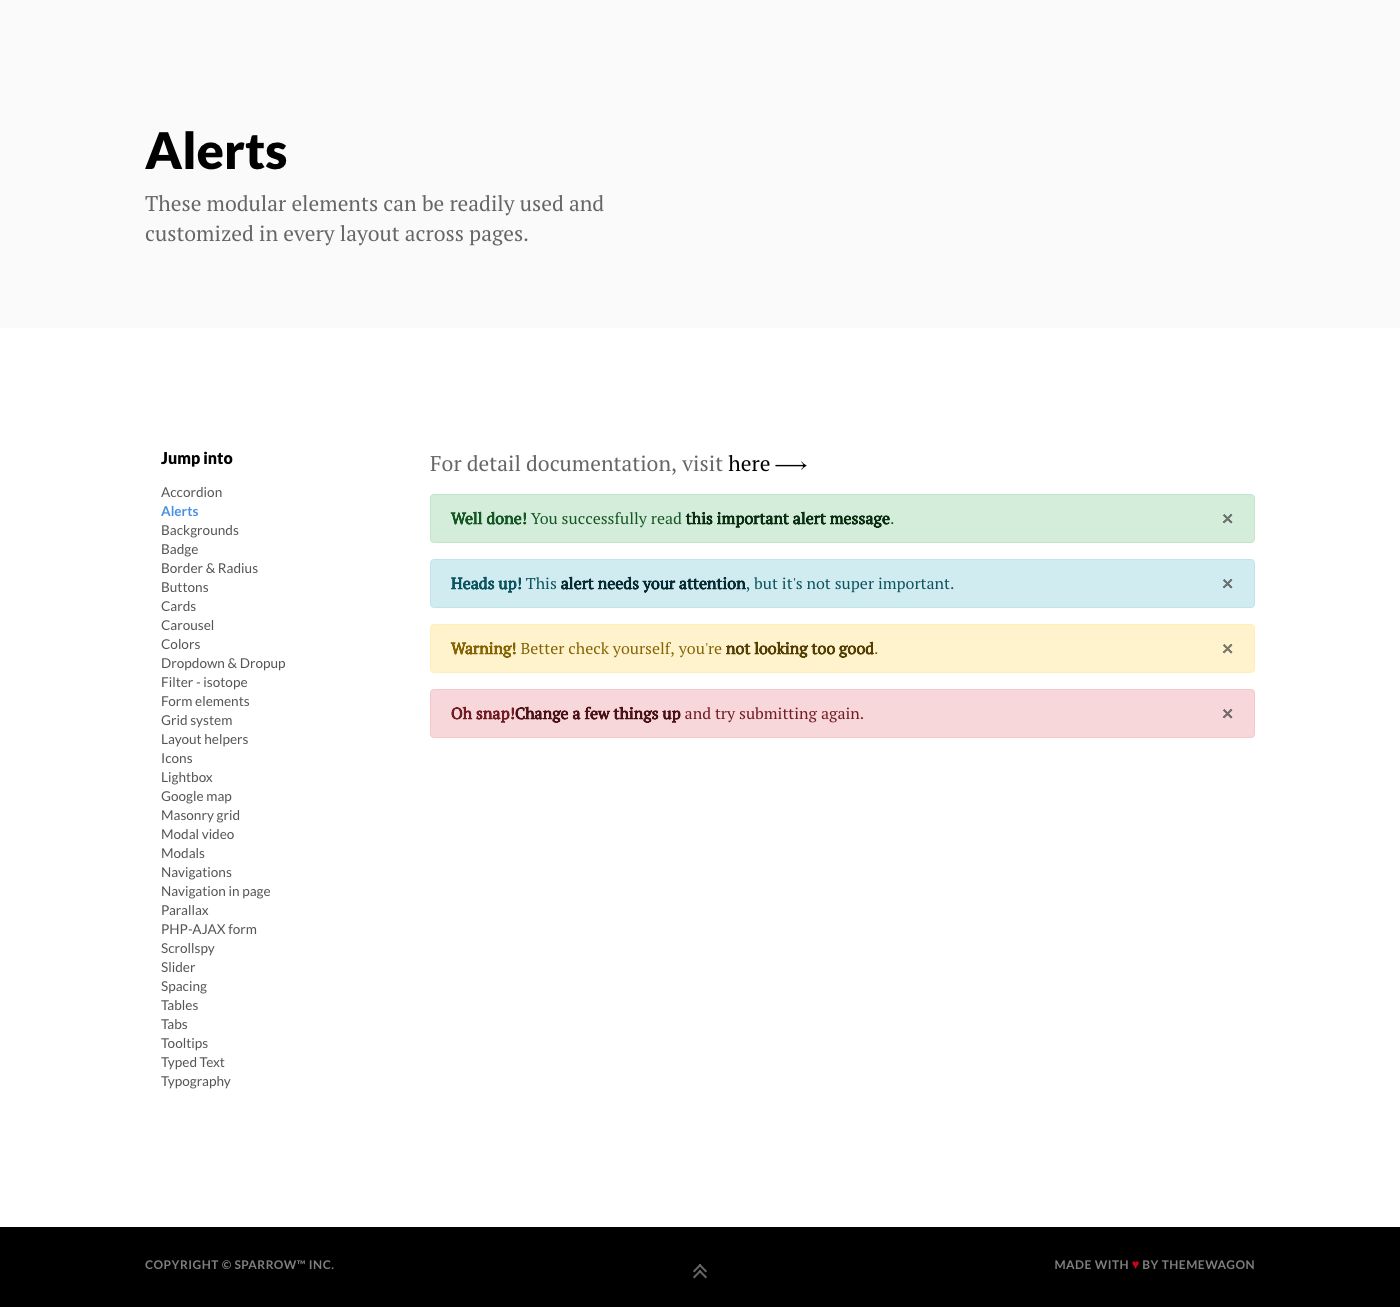 Alerts
These modular elements can be readily used and
customized in every layout across pages.
Jump into
Accordion
Alerts
Backgrounds
Badge
Border & Radius
Buttons
Cards
Carousel
Colors
Dropdown & Dropup
Filter - isotope
Form elements
Grid system
Layout helpers
Icons
Lightbox
Google map
Masonry grid
Modal video
Modals
Navigations
Navigation in page
Parallax
PHP-AJAX form
Scrollspy
Slider
Spacing
Tables
Tabs
Tooltips
Typed Text
Typography
For detail documentation, visit here ⟶
Well done! You successfully read this important alert message. ×
Heads up! This alert needs your attention, but it's not super important. ×
Warning! Better check yourself, you're not looking too good. ×
Oh snap!Change a few things up and try submitting again. ×
COPYRIGHT © SPARROW™ INC.
MADE WITH ♥ BY THEMEWAGON